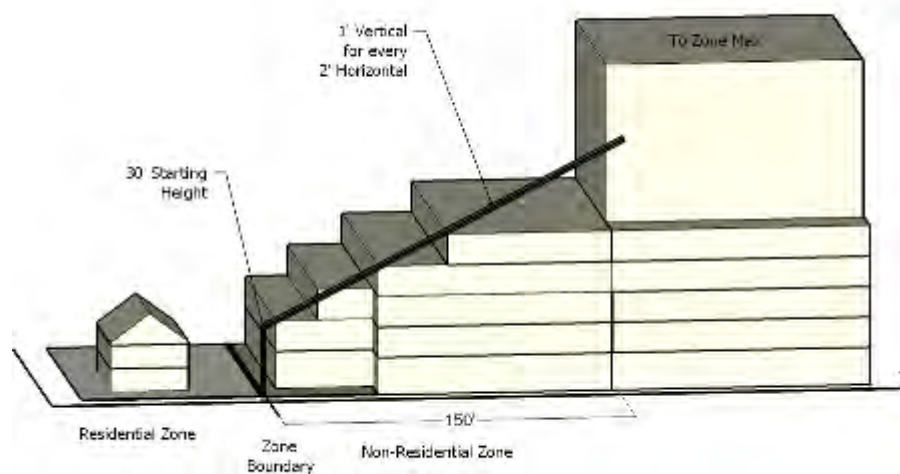 1' Vertical
for every
2' Horizontal
To Zone Max
30' Starting
Height
150'
Residential Zone
Zone
Boundary
Non-Residential Zone